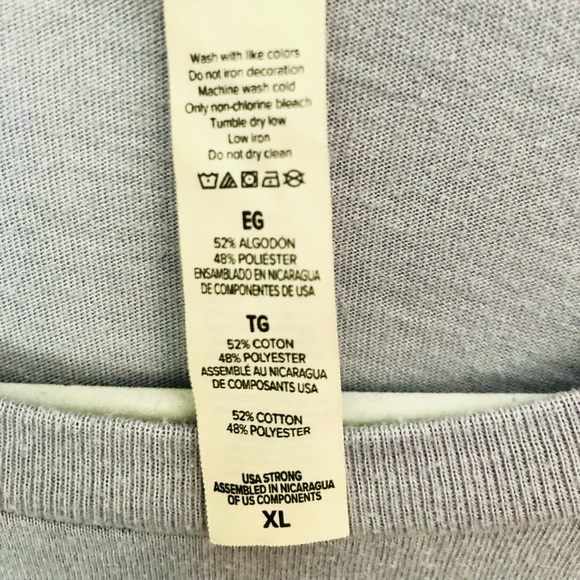 Wash with like colors
Do not iron decoration
Machine wash cold
Only non-chlorine bleach
Tumble dry low
Low iron
Do not dry clean
EG
52% ALGODÓN
48% POLIÉSTER
ENSAMBLADO EN NICARAGUA
DE COMPONENTES DE USA
TG
52% COTON
48% POLYESTER
ASSEMBLÉ AU NICARAGUA
DE COMPOSANTS USA
52% COTTON
48% POLYESTER
USA STRONG
ASSEMBLED IN NICARAGUA
OF US COMPONENTS
XL